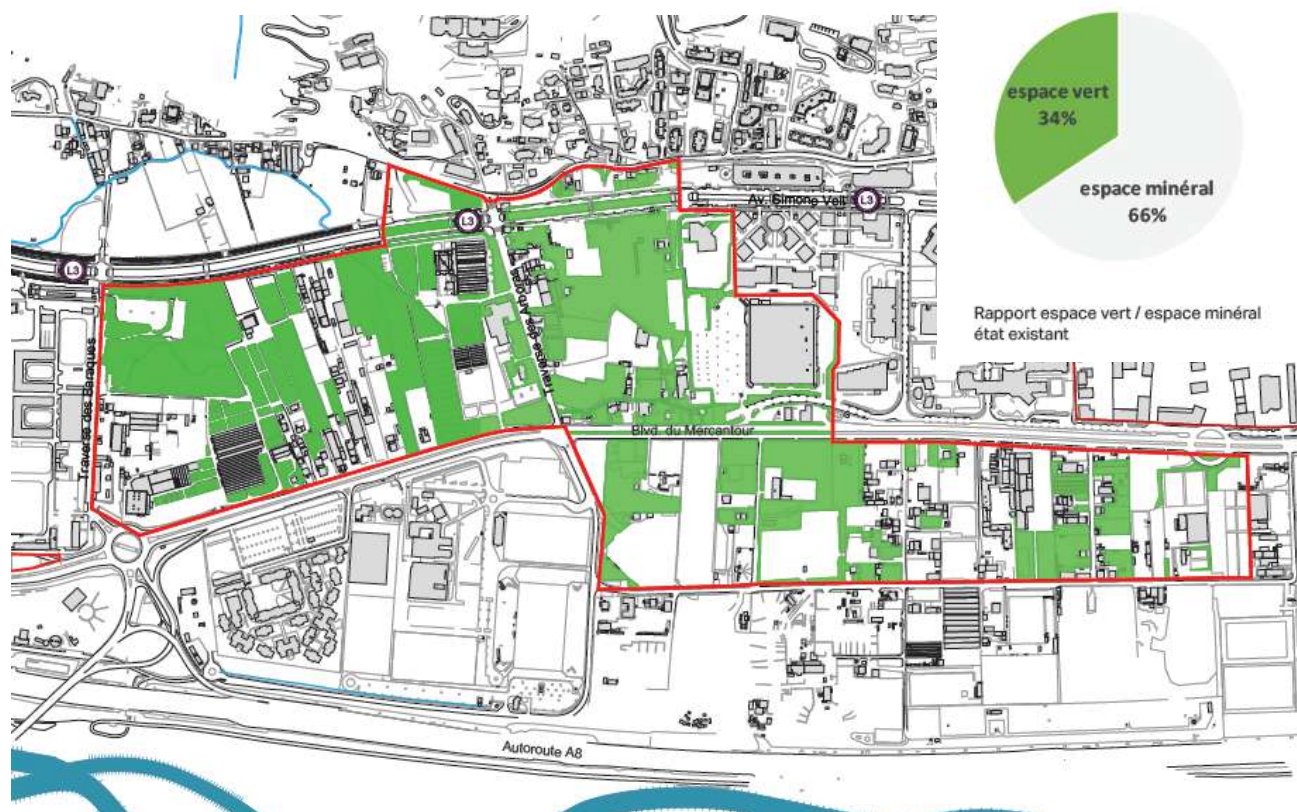 espace vert
34%
espace minéral
66%
Rapport espace vert / espace minéral
état existant
Av. Simone Veil
L3
L3
L3
Traverse des Baraques
Traverse des
Blvd. du Mercantour
Autoroute A8